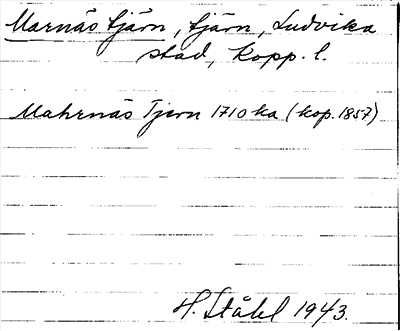 Marnäs tjärn, tjärn, Ludvika
stad, Kopp. l.
Mahrnäs Tjern 1710 ka (kop. 1857)
H. Ståhl 1943.